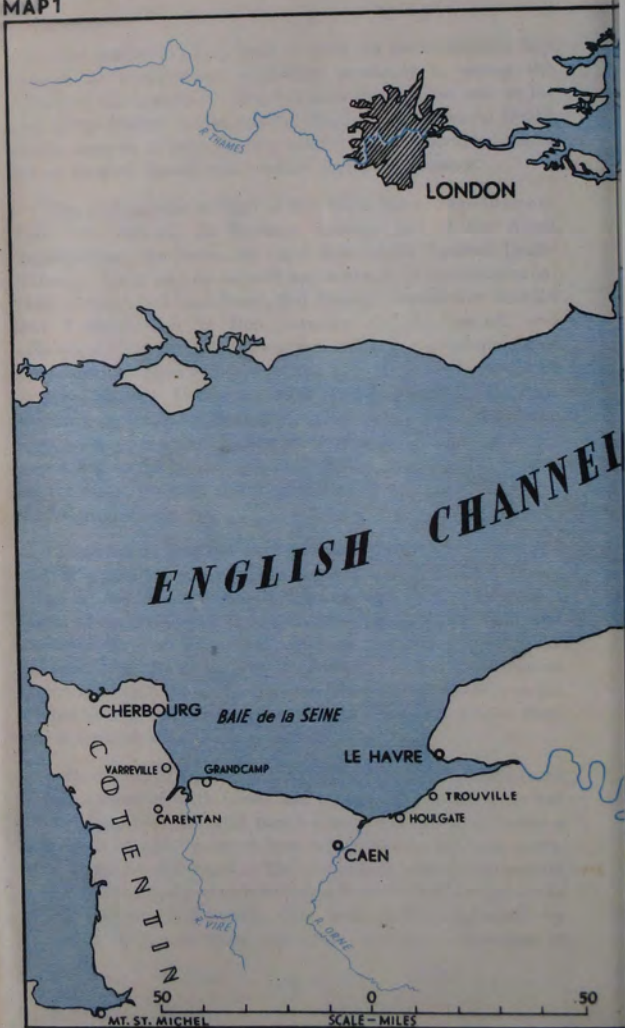 MAP 1
R. THAMES
LONDON
ENGLISH CHANNEL
CHERBOURG
BAIE de la SEINE
COTENTIN
LE HAVRE
VARREVILLE
GRANDCAMP
TROUVILLE
CARENTAN
HOULGATE
CAEN
R. VIRE
R. ORNE
50 0 50
MT. ST. MICHEL
SCALE – MILES